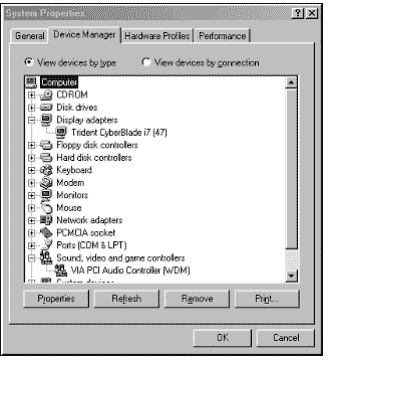 System Properties
General Device Manager Hardware Profiles Performance
View devices by type View devices by connection
Computer
CDROM
Disk drives
Display adapters
Trident CyberBlade i7 (47)
Floppy disk controllers
Hard disk controllers
Keyboard
Modem
Monitors
Mouse
Network adapters
PCMCIA socket
Ports (COM & LPT)
Sound, video and game controllers
VIA PCI Audio Controller (WDM)
System devices
Properties Refresh Remove Print...
OK Cancel